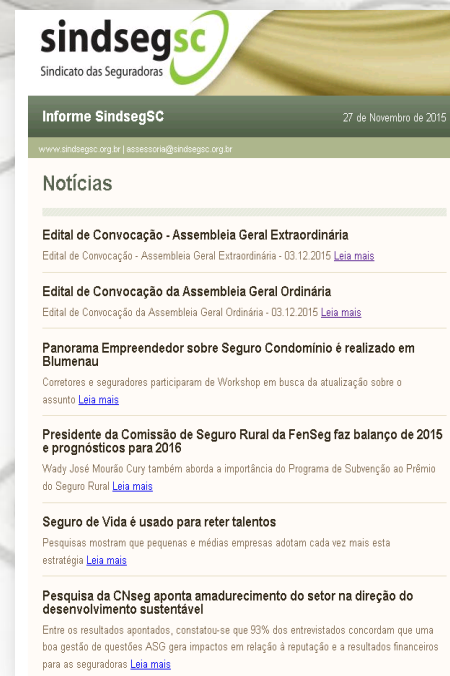 sindsegsc
Sindicato das Seguradoras
Informe SindsegSC
27 de Novembro de 2015
www.sindsegsc.org.br | assessoria@sindsegsc.org.br
Notícias
Edital de Convocação - Assembleia Geral Extraordinária
Edital de Convocação - Assembleia Geral Extraordinária - 03.12.2015 Leia mais
Edital de Convocação da Assembleia Geral Ordinária
Edital de Convocação da Assembleia Geral Ordinária - 03.12.2015 Leia mais
Panorama Empreendedor sobre Seguro Condomínio é realizado em
Blumenau
Corretores e seguradores participaram de Workshop em busca da atualização sobre o
assunto Leia mais
Presidente da Comissão de Seguro Rural da FenSeg faz balanço de 2015
e prognósticos para 2016
Wady José Mourão Cury também aborda a importância do Programa de Subvenção ao Prêmio
do Seguro Rural Leia mais
Seguro de Vida é usado para reter talentos
Pesquisas mostram que pequenas e médias empresas adotam cada vez mais esta
estratégia Leia mais
Pesquisa da CNseg aponta amadurecimento do setor na direção do
desenvolvimento sustentável
Entre os resultados apontados, constatou-se que 93% dos entrevistados concordam que uma
boa gestão de questões ASG gera impactos em relação à reputação e a resultados financeiros
para as seguradoras Leia mais